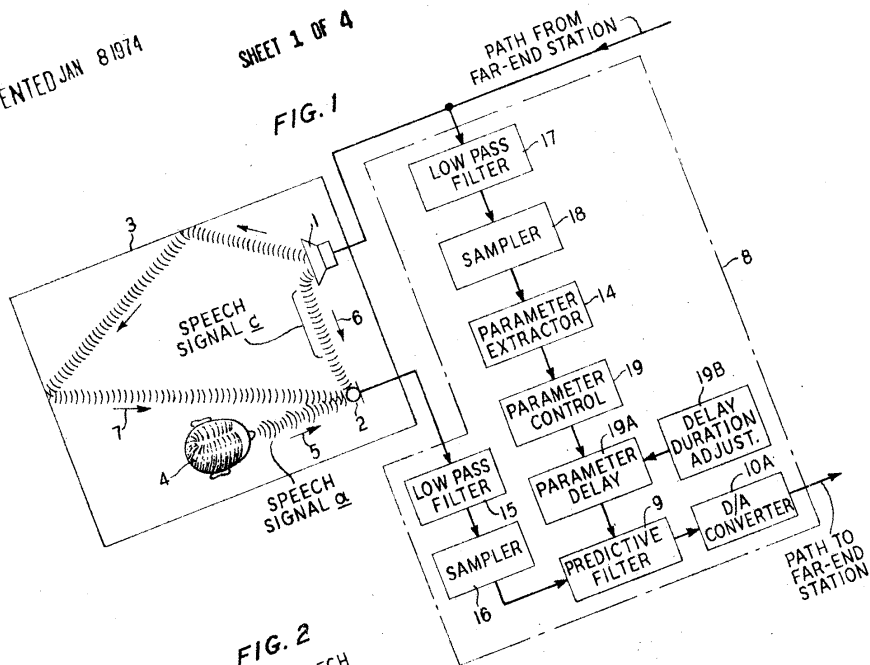 ENTED JAN 8 1974
SHEET 1 OF 4
FIG. 1
PATH FROM
FAR-END STATION
LOW PASS
FILTER
17
SAMPLER
18
PARAMETER
EXTRACTOR
14
PARAMETER
CONTROL
19
19B
DELAY
DURATION
ADJUST.
19A
PARAMETER
DELAY
8
3
1
SPEECH
SIGNAL c
6
2
7
4
5
SPEECH
SIGNAL a
LOW PASS
FILTER
15
SAMPLER
16
9
PREDICTIVE
FILTER
10A
D/A
CONVERTER
PATH TO
FAR-END
STATION
FIG. 2